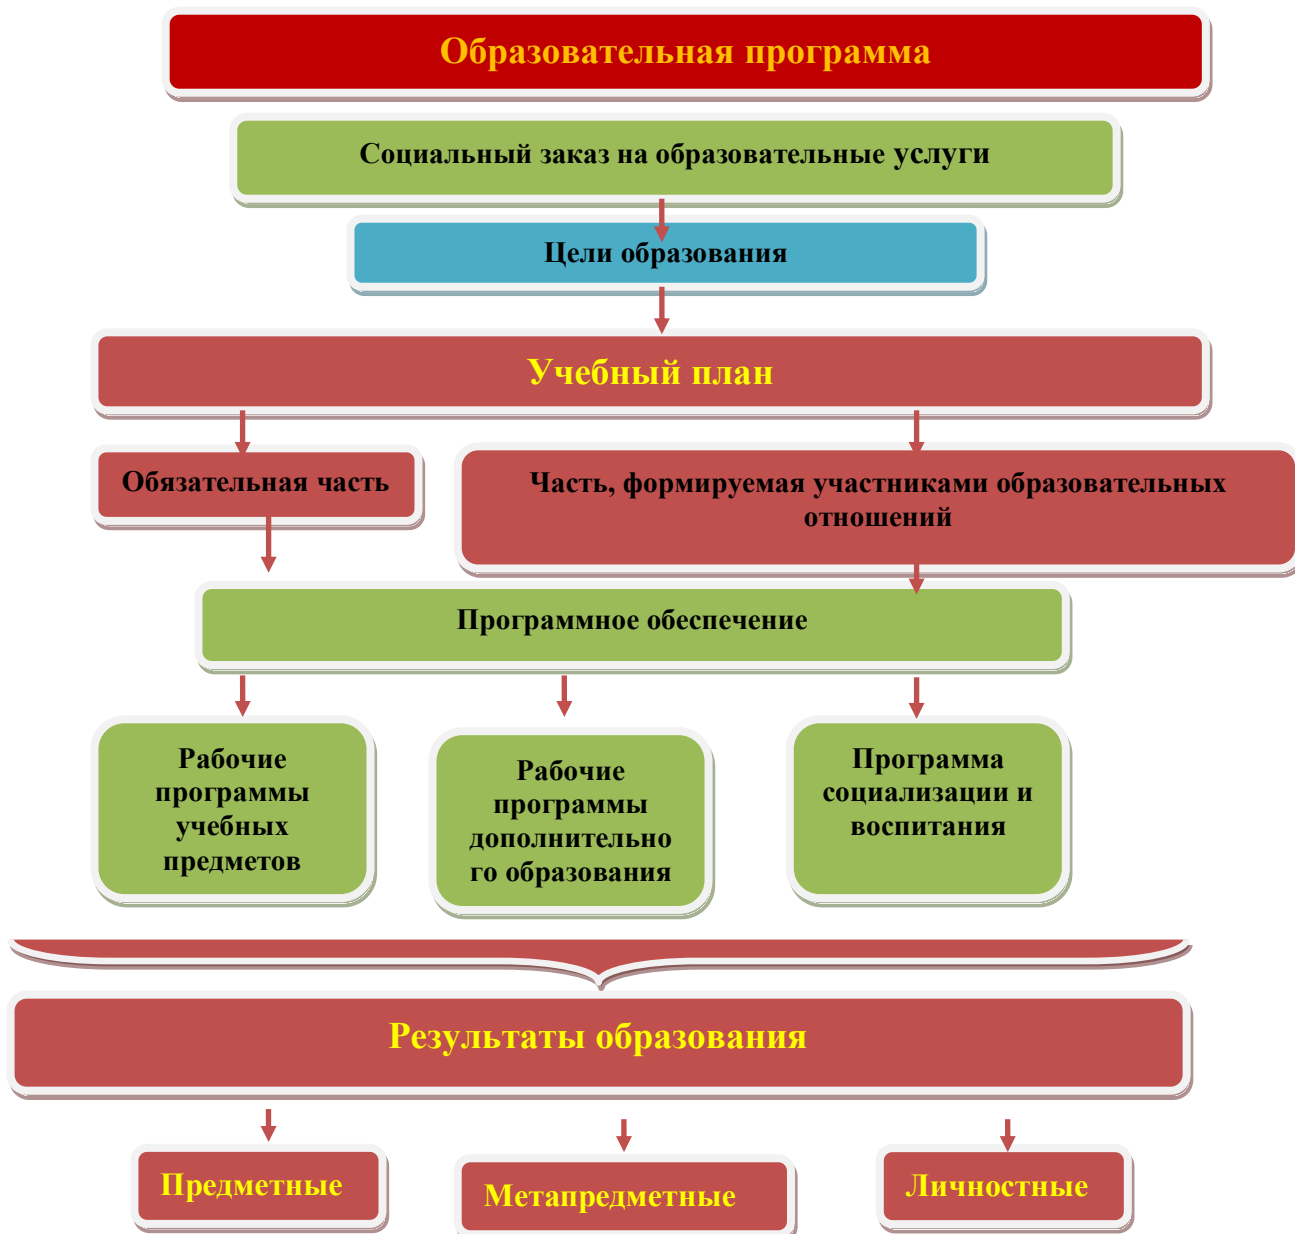 Образовательная программа
Социальный заказ на образовательные услуги
Цели образования
Учебный план
Обязательная часть
Часть, формируемая участниками образовательных
отношений
Программное обеспечение
Рабочие
программы
учебных
предметов
Рабочие
программы
дополнительно
го образования
Программа
социализации и
воспитания
Результаты образования
Предметные
Метапредметные
Личностные